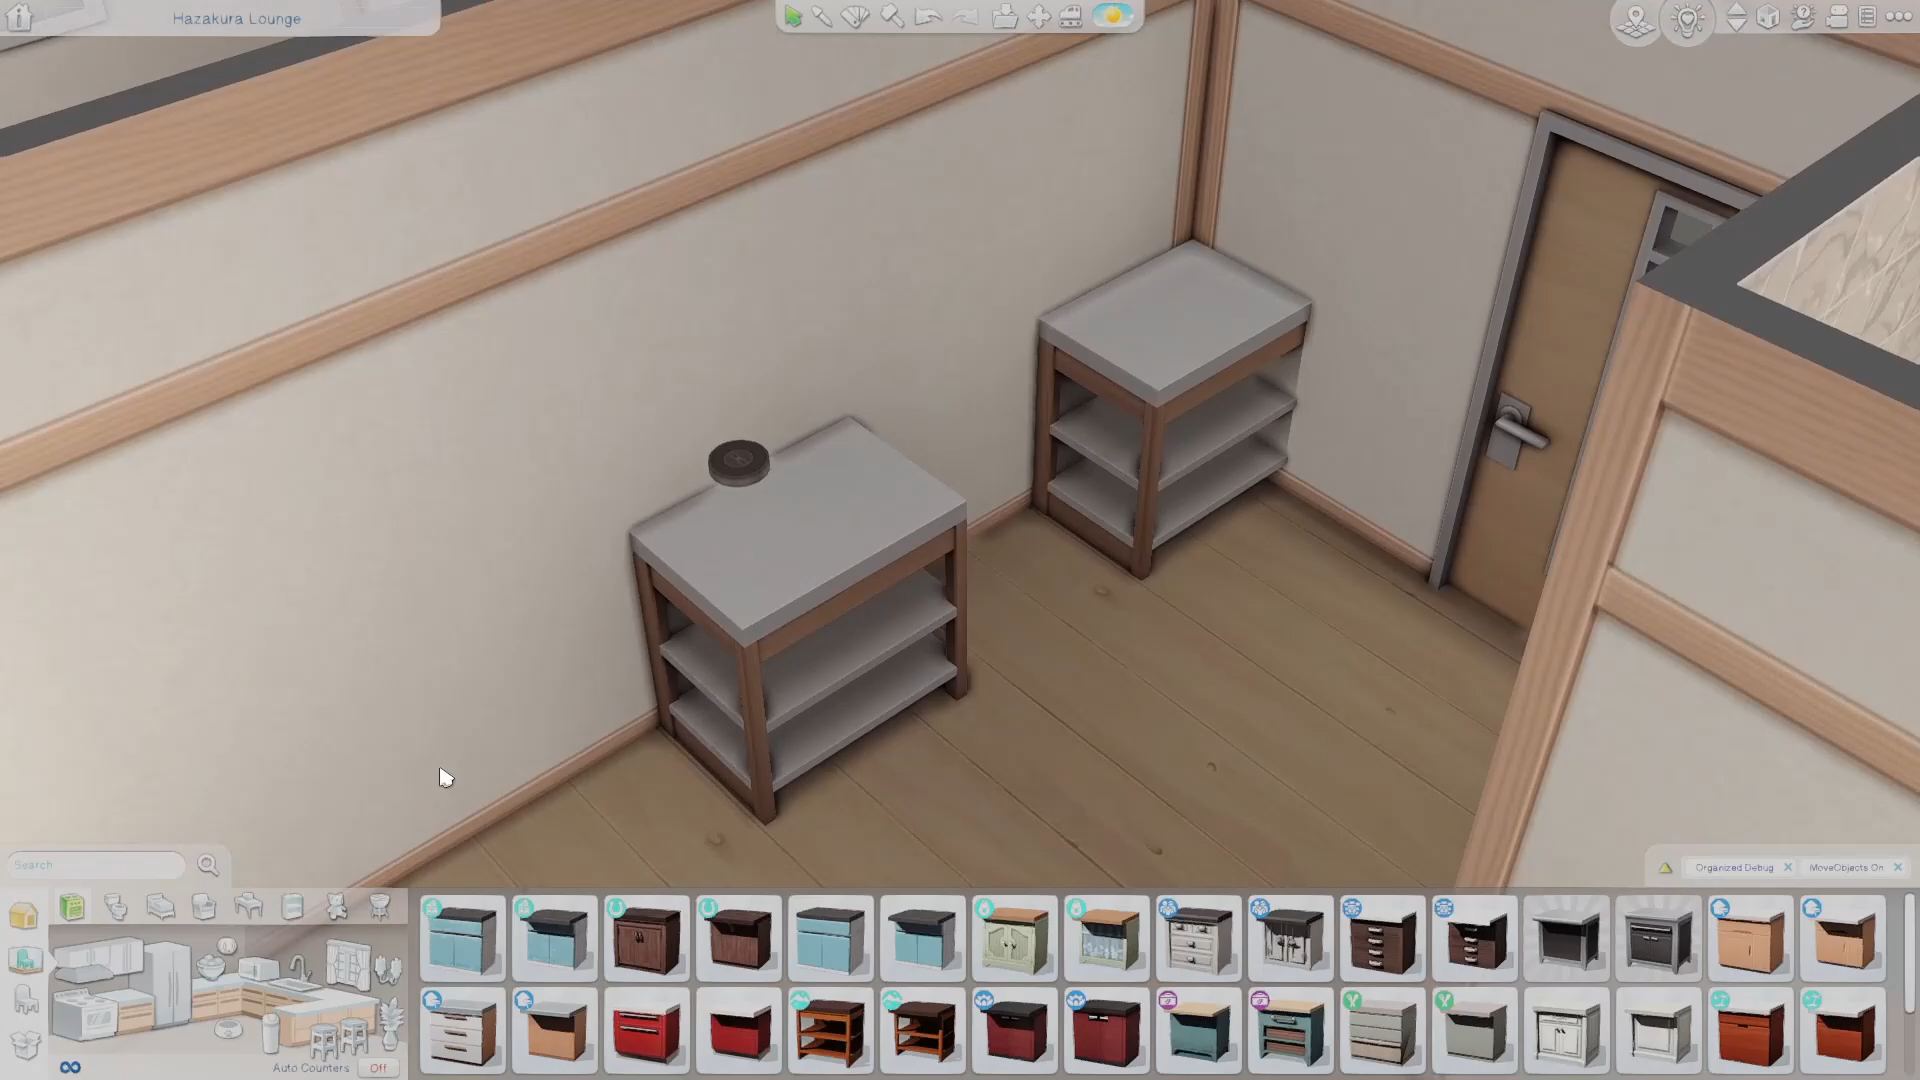 Hazakura Lounge
Search
Organized Debug
MoveObjects On
Auto Counters
Off